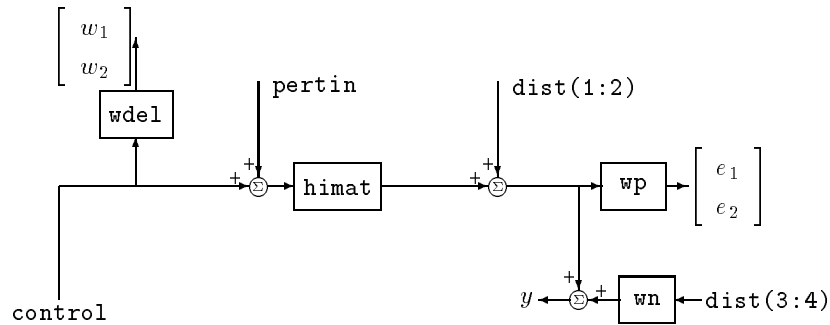 w1
w2
pertin
dist(1:2)
wdel
+
+
+
+
Σ
himat
Σ
wp
e1
e2
+
+
y
Σ
wn
dist(3:4)
control